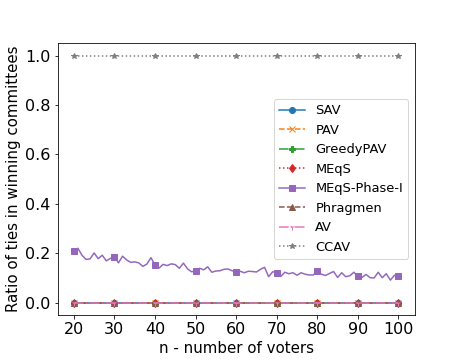 Ratio of ties in winning committees
1.0
0.8
0.6
0.4
0.2
0.0
SAV
PAV
GreedyPAV
MEqS
MEqS-Phase-I
Phragmen
AV
CCAV
20 30 40 50 60 70 80 90 100
n - number of voters